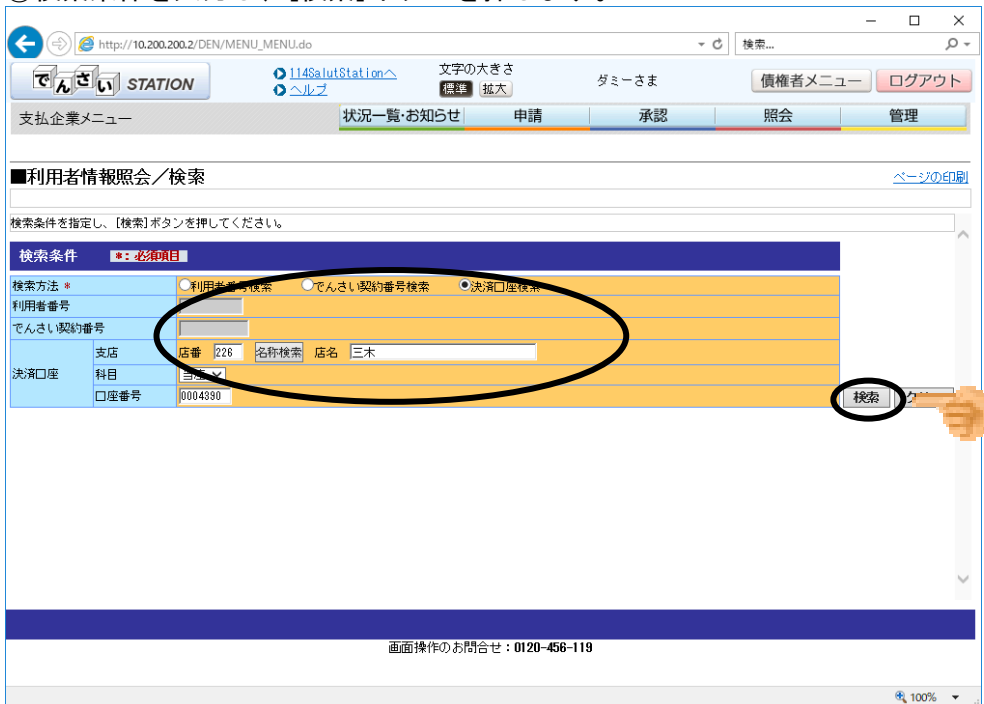 http://10.200.200.2/DEN/MENU_MENU.do
検索...
でんさい STATION
114SalutStationへ
ヘルプ
文字の大きさ
標準 拡大
ダミーさま
債権者メニュー ログアウト
支払企業メニュー
状況一覧・お知らせ 申請 承認 照会 管理
■利用者情報照会／検索
ページの印刷
検索条件を指定し、[検索]ボタンを押してください。
検索条件 *：必須項目
検索方法 * 利用者番号検索 でんさい契約番号検索 決済口座検索
利用者番号
でんさい契約番号
決済口座
支店 店番 226 名称検索 店名 三木
科目 当座
口座番号 0004390
検索
画面操作のお問合せ：0120-456-119
100%